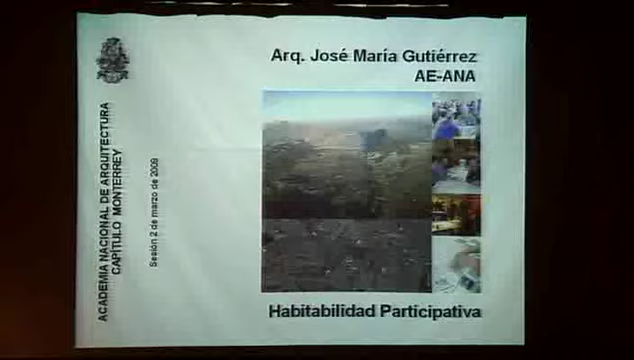 Arq. José María Gutiérrez
AE-ANA
ACADEMIA NACIONAL DE ARQUITECTURA
CAPÍTULO MONTERREY
Sesión 2 de marzo de 2009
Habitabilidad Participativa